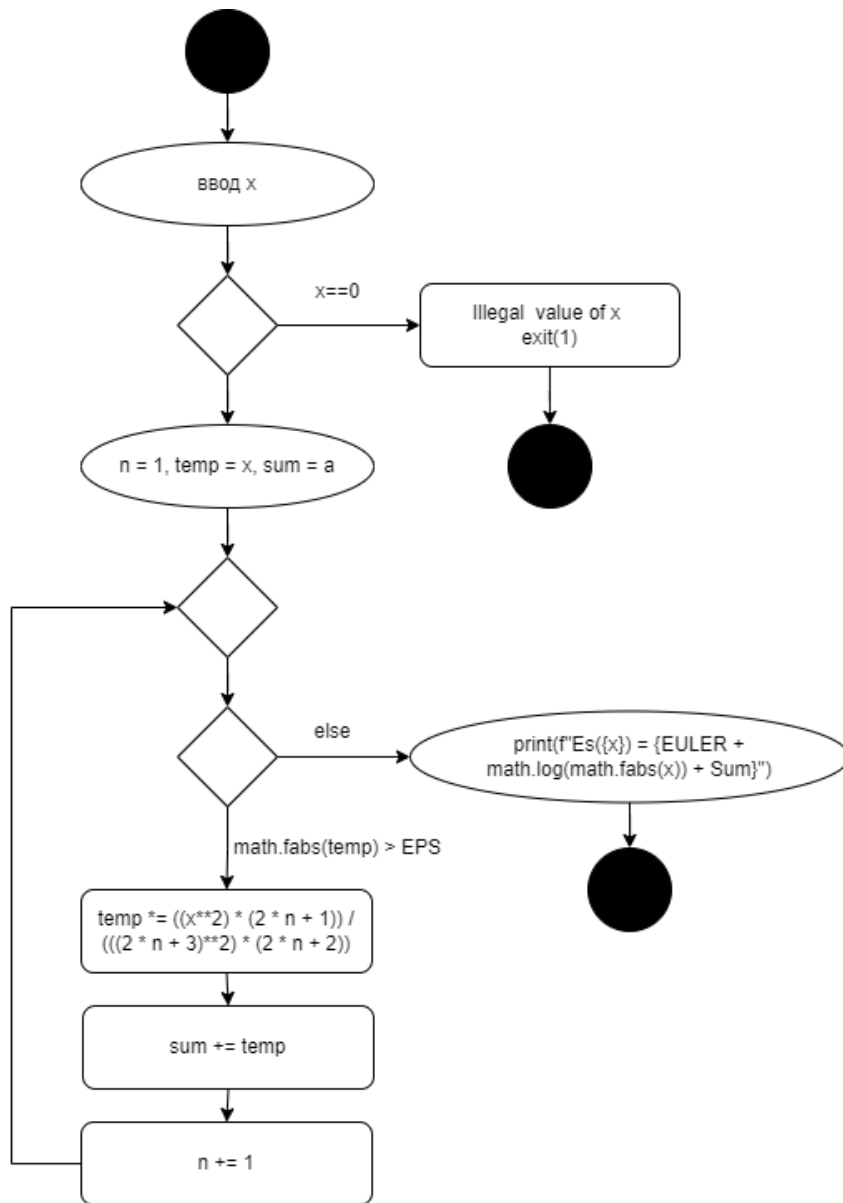 ввод x
x==0
Illegal  value of x
exit(1)
n = 1, temp = x, sum = a
else
print(f"Es({x}) = {EULER +
math.log(math.fabs(x)) + Sum}")
math.fabs(temp) > EPS
temp *= ((x**2) * (2 * n + 1)) /
(((2 * n + 3)**2) * (2 * n + 2))
sum += temp
n += 1